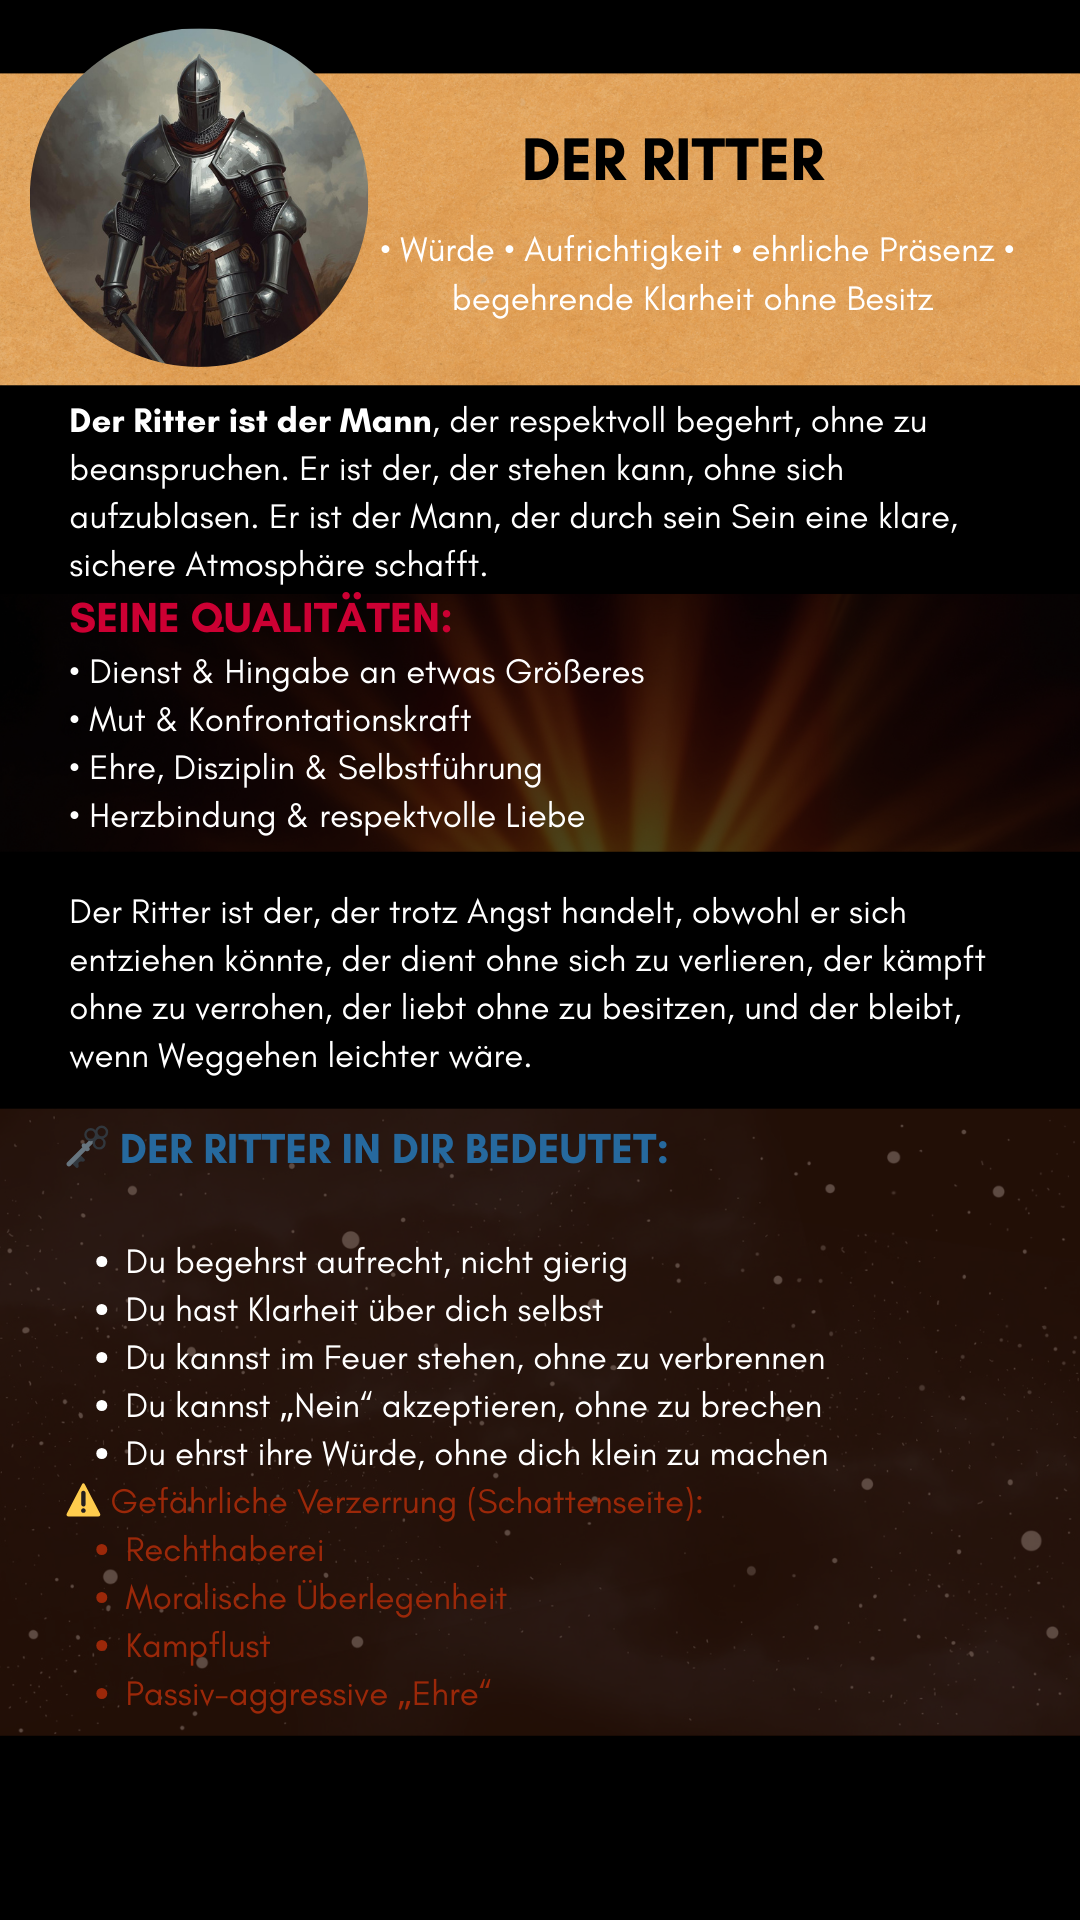 DER RITTER
• Würde • Aufrichtigkeit • ehrliche Präsenz •
begehrende Klarheit ohne Besitz
Der Ritter ist der Mann, der respektvoll begehrt, ohne zu
beanspruchen. Er ist der, der stehen kann, ohne sich
aufzublasen. Er ist der Mann, der durch sein Sein eine klare,
sichere Atmosphäre schafft.
SEINE QUALITÄTEN:
• Dienst & Hingabe an etwas Größeres
• Mut & Konfrontationskraft
• Ehre, Disziplin & Selbstführung
• Herzbindung & respektvolle Liebe
Der Ritter ist der, der trotz Angst handelt, obwohl er sich
entziehen könnte, der dient ohne sich zu verlieren, der kämpft
ohne zu verrohen, der liebt ohne zu besitzen, und der bleibt,
wenn Weggehen leichter wäre.
🗡️ DER RITTER IN DIR BEDEUTET:
• Du begehrst aufrecht, nicht gierig
• Du hast Klarheit über dich selbst
• Du kannst im Feuer stehen, ohne zu verbrennen
• Du kannst „Nein“ akzeptieren, ohne zu brechen
• Du ehrst ihre Würde, ohne dich klein zu machen
⚠️ Gefährliche Verzerrung (Schattenseite):
• Rechthaberei
• Moralische Überlegenheit
• Kampflust
• Passiv-aggressive „Ehre“